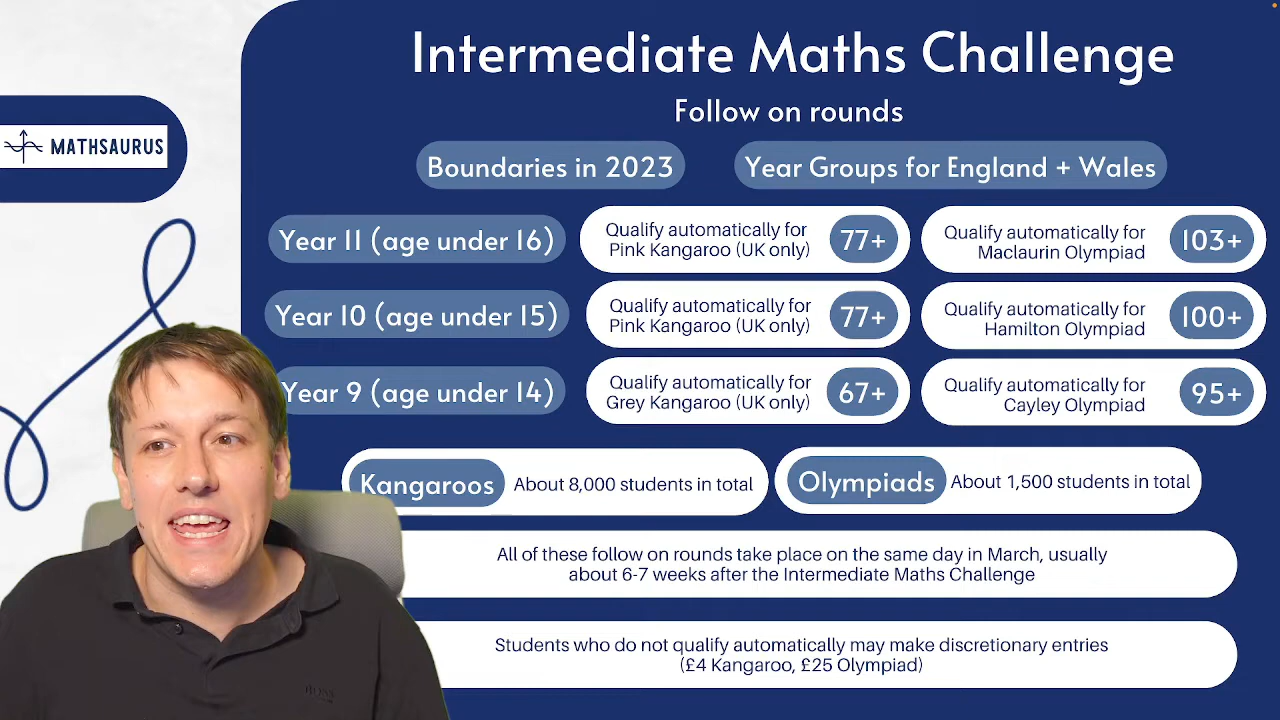 Intermediate Maths Challenge
Follow on rounds
MATHSAURUS
Boundaries in 2023
Year Groups for England + Wales
Year 11 (age under 16)
Qualify automatically for
Pink Kangaroo (UK only)
77+
Qualify automatically for
Maclaurin Olympiad
103+
Year 10 (age under 15)
Qualify automatically for
Pink Kangaroo (UK only)
77+
Qualify automatically for
Hamilton Olympiad
100+
Year 9 (age under 14)
Qualify automatically for
Grey Kangaroo (UK only)
67+
Qualify automatically for
Cayley Olympiad
95+
Kangaroos
About 8,000 students in total
Olympiads
About 1,500 students in total
All of these follow on rounds take place on the same day in March, usually
about 6-7 weeks after the Intermediate Maths Challenge
Students who do not qualify automatically may make discretionary entries
(£4 Kangaroo, £25 Olympiad)